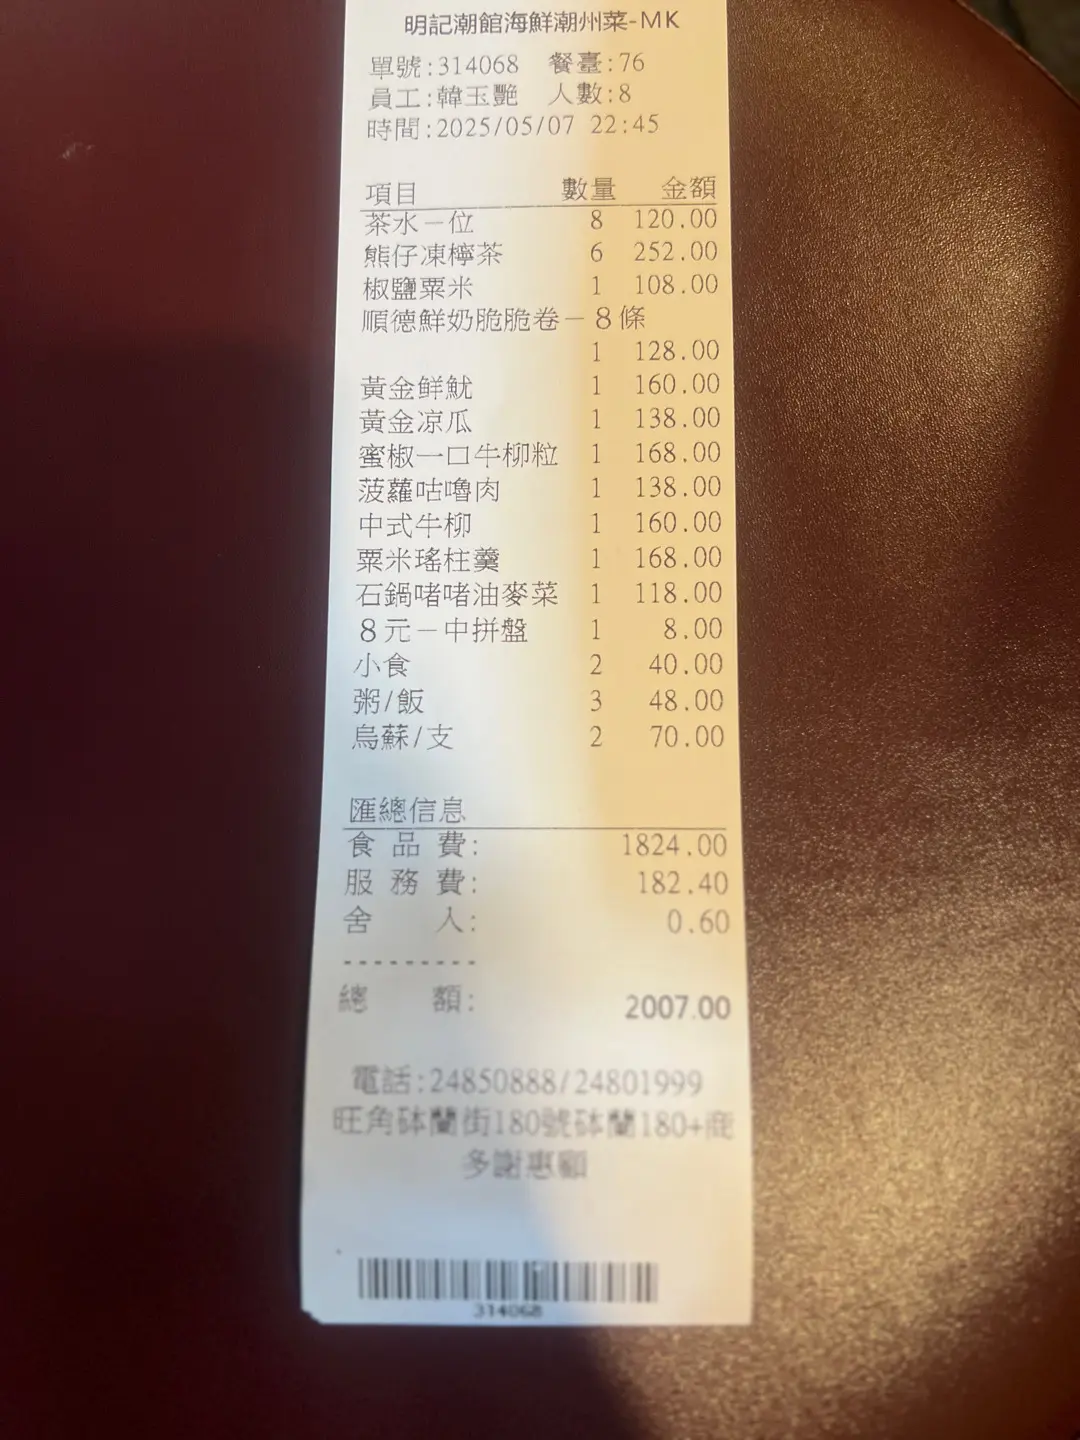 明記潮館海鮮潮州菜-MK
單號:314068 餐臺:76
員工:韓玉艷 人數:8
時間:2025/05/07 22:45
項目 數量 金額
茶水－位 8 120.00
熊仔凍檸茶 6 252.00
椒鹽粟米 1 108.00
順德鮮奶脆脆卷－8條
1 128.00
黃金鮮魷 1 160.00
黃金凉瓜 1 138.00
蜜椒一口牛柳粒 1 168.00
菠蘿咕嚕肉 1 138.00
中式牛柳 1 160.00
粟米瑤柱羹 1 168.00
石鍋啫啫油麥菜 1 118.00
8元－中拼盤 1 8.00
小食 2 40.00
粥/飯 3 48.00
烏蘇/支 2 70.00
匯總信息
食品費: 1824.00
服務費: 182.40
舍人: 0.60
---------
總額: 2007.00
電話:24850888/24801999
旺角砵蘭街180號砵蘭180+商
多謝惠顧
314068